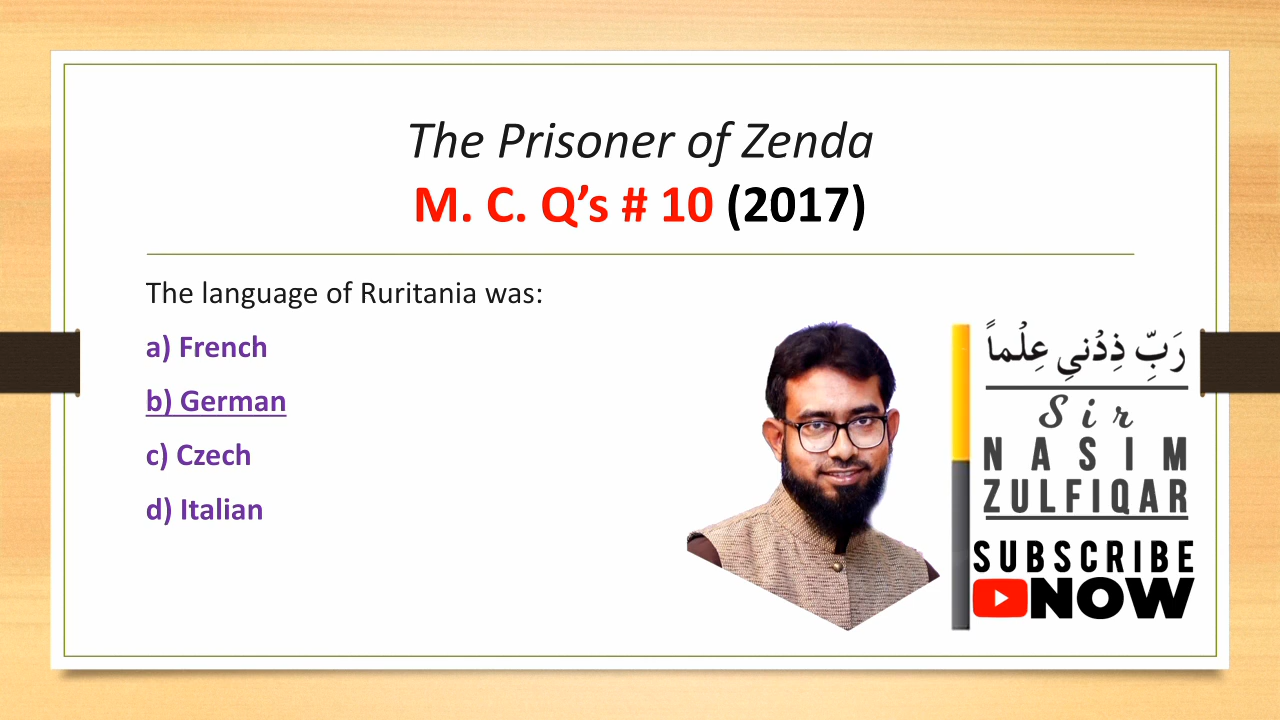 The Prisoner of Zenda
M. C. Q’s # 10 (2017)
The language of Ruritania was:
a) French
b) German
c) Czech
d) Italian
رَبِّ ذِدْنیِ عِلْماً
Sir
NASIM
ZULFIQAR
SUBSCRIBE
NOW